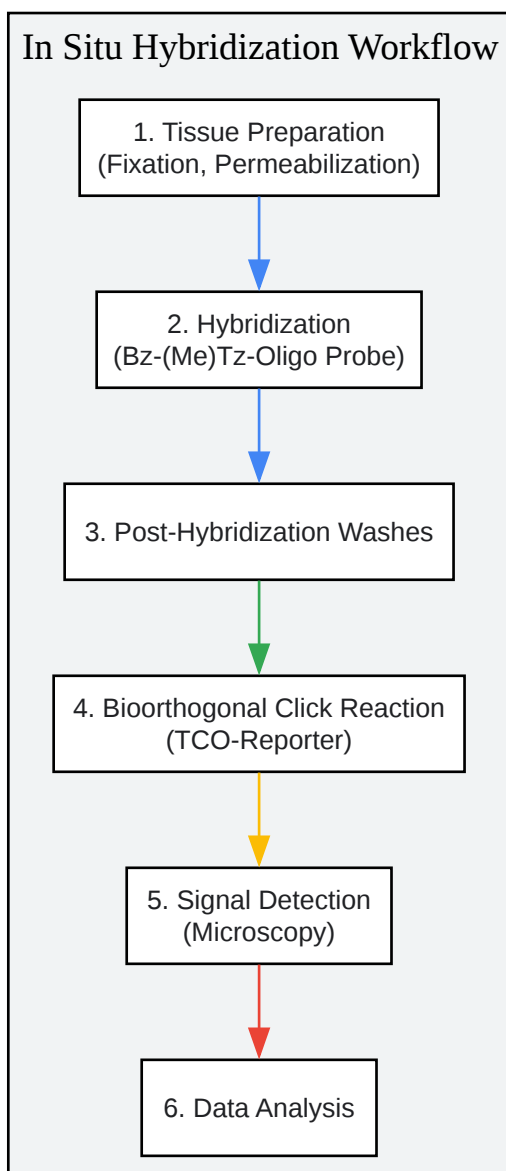 In Situ Hybridization Workflow
1. Tissue Preparation
(Fixation, Permeabilization)
2. Hybridization
(Bz-(Me)Tz-Oligo Probe)
3. Post-Hybridization Washes
4. Bioorthogonal Click Reaction
(TCO-Reporter)
5. Signal Detection
(Microscopy)
6. Data Analysis